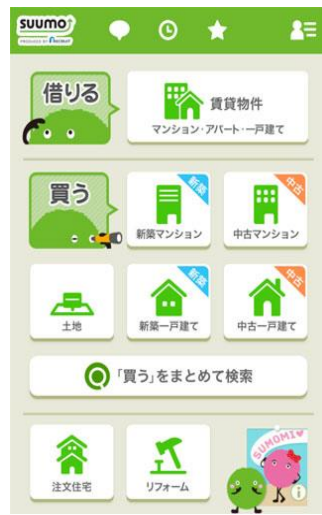 suumo
PRODUCED BY RECRUIT
借りる
賃貸物件
マンション・アパート・一戸建て
買う
新築
新築マンション
中古
中古マンション
土地
新築
新築一戸建て
中古
中古一戸建て
「買う」をまとめて検索
注文住宅
リフォーム
SUMOMI♥
i